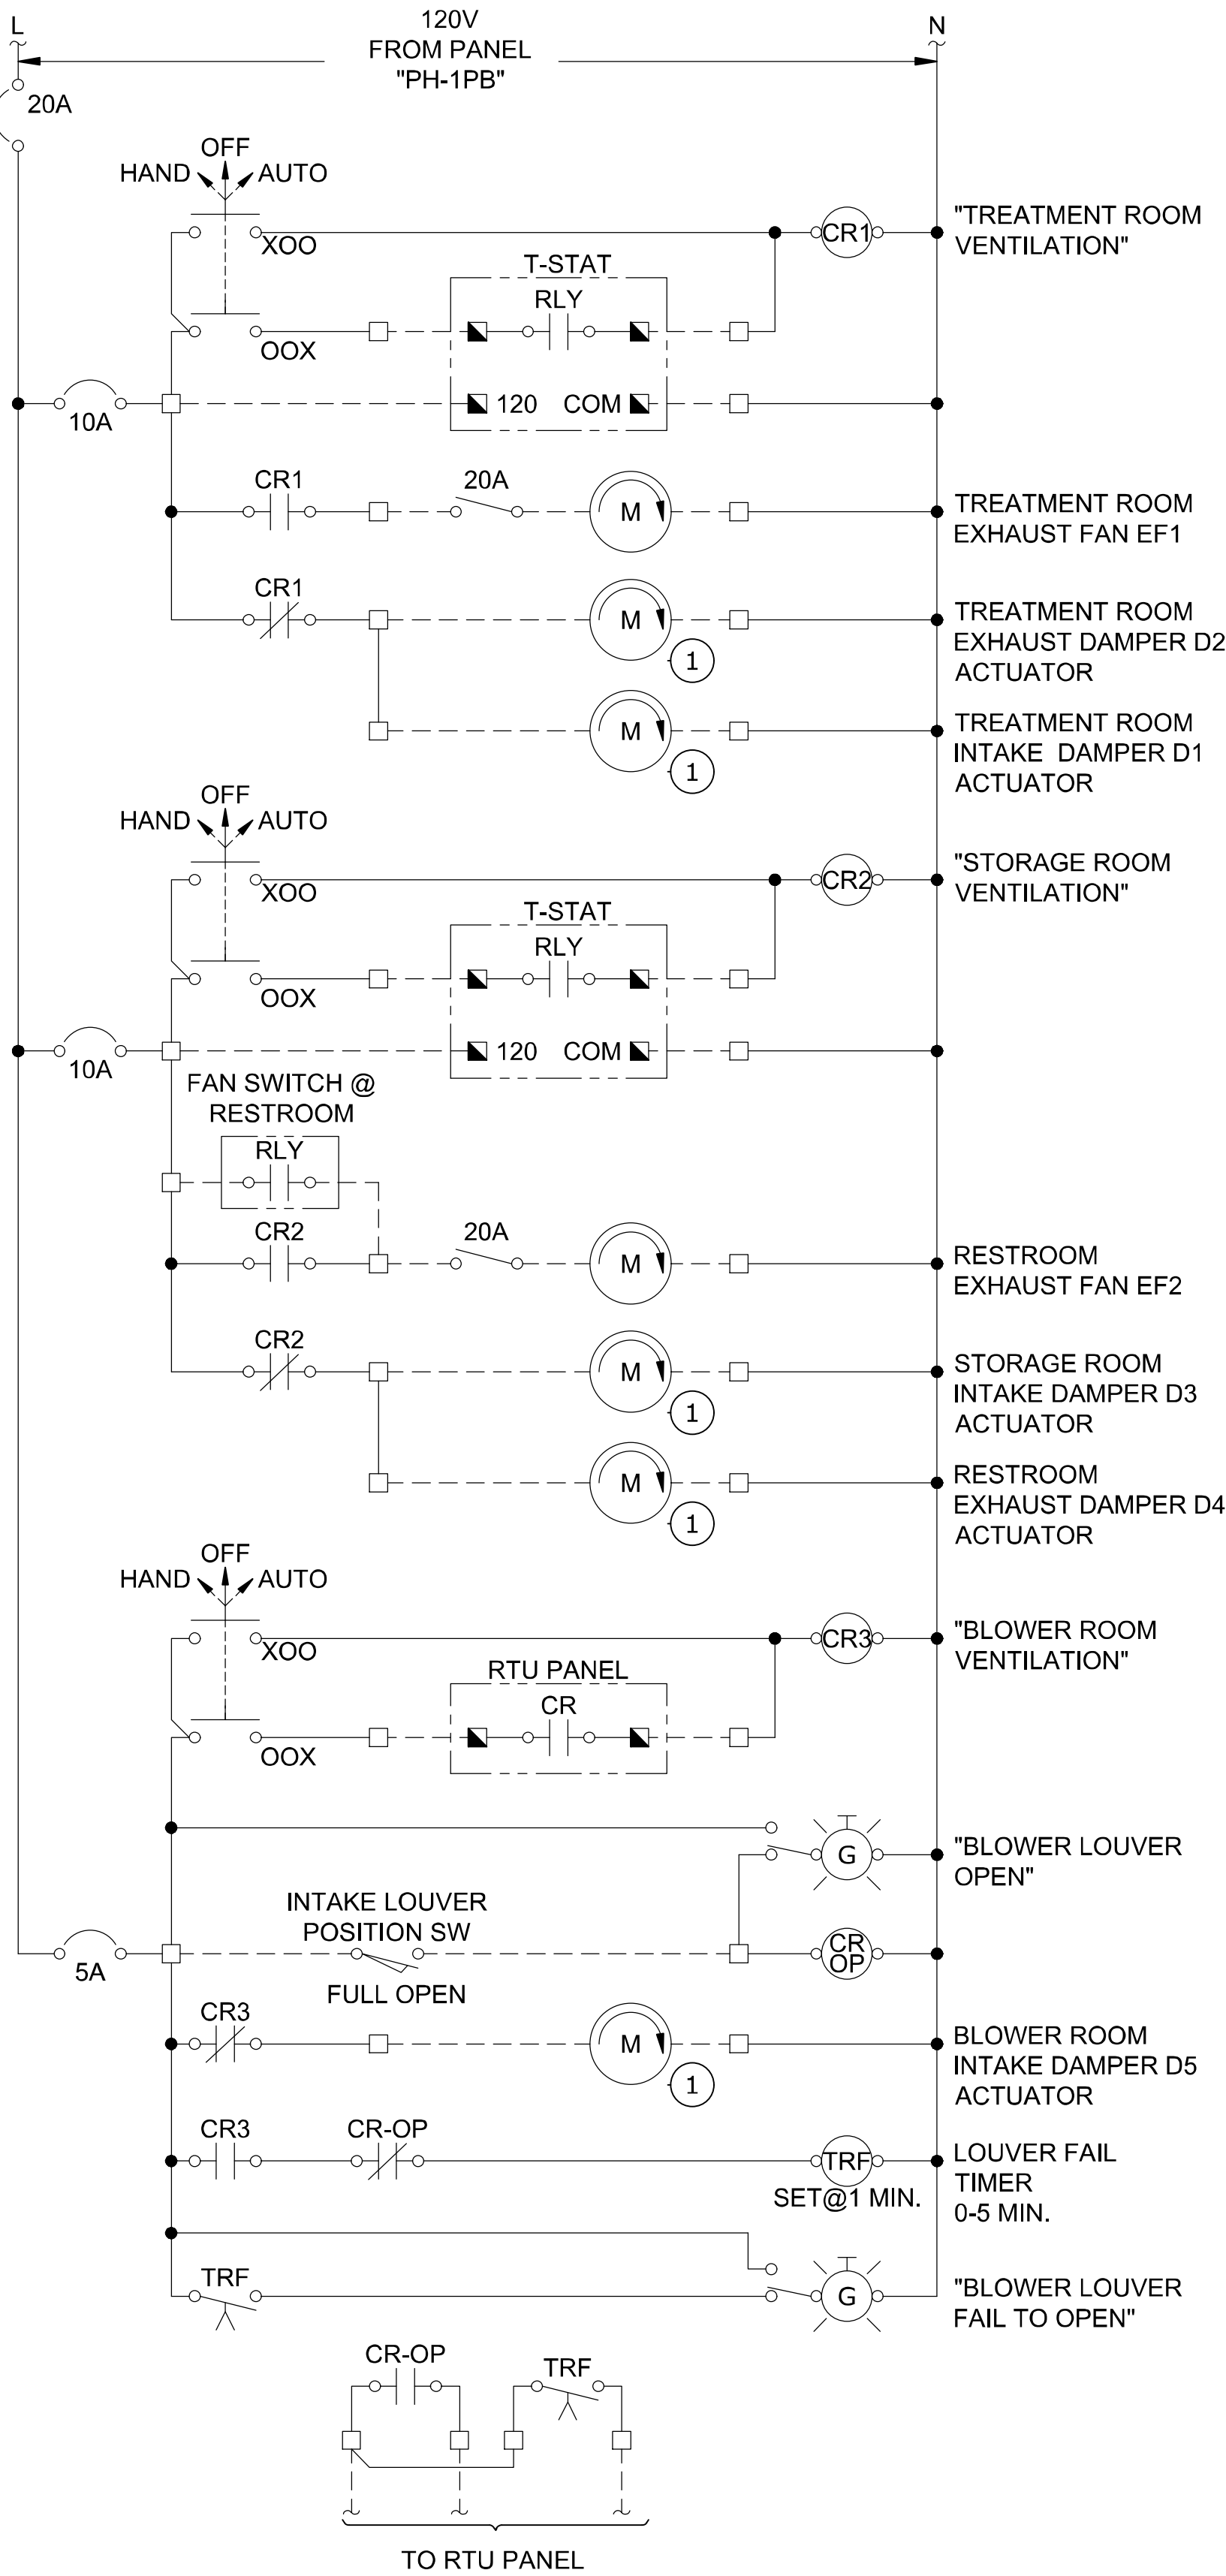 L
120V
FROM PANEL
"PH-1PB"
N
20A
OFF
HAND
AUTO
XOO
CR1
"TREATMENT ROOM
VENTILATION"
T-STAT
RLY
OOX
10A
120
COM
CR1
20A
M
TREATMENT ROOM
EXHAUST FAN EF1
CR1
M
1
TREATMENT ROOM
EXHAUST DAMPER D2
ACTUATOR
M
1
TREATMENT ROOM
INTAKE DAMPER D1
ACTUATOR
OFF
HAND
AUTO
XOO
CR2
"STORAGE ROOM
VENTILATION"
T-STAT
RLY
OOX
10A
120
COM
FAN SWITCH @
RESTROOM
RLY
CR2
20A
M
RESTROOM
EXHAUST FAN EF2
CR2
M
1
STORAGE ROOM
INTAKE DAMPER D3
ACTUATOR
M
1
RESTROOM
EXHAUST DAMPER D4
ACTUATOR
OFF
HAND
AUTO
XOO
CR3
"BLOWER ROOM
VENTILATION"
RTU PANEL
CR
OOX
G
"BLOWER LOUVER
OPEN"
INTAKE LOUVER
POSITION SW
FULL OPEN
5A
CR
OP
CR3
M
1
BLOWER ROOM
INTAKE DAMPER D5
ACTUATOR
CR3
CR-OP
TRF
SET@1 MIN.
LOUVER FAIL
TIMER
0-5 MIN.
TRF
G
"BLOWER LOUVER
FAIL TO OPEN"
CR-OP
TRF
TO RTU PANEL